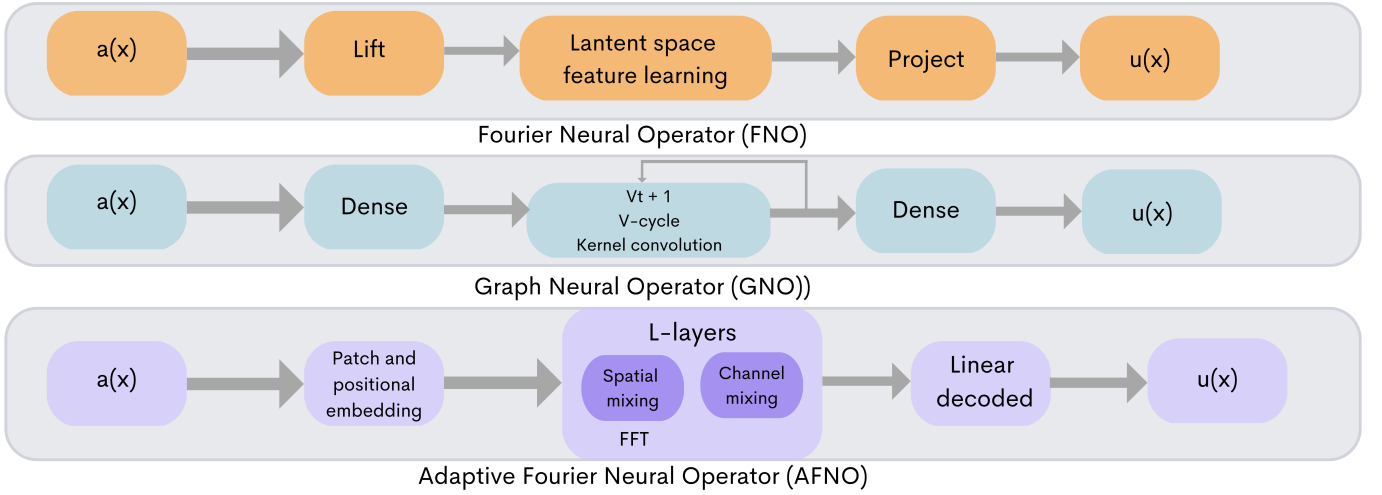 a(x)
Lift
Lantent space
feature learning
Project
u(x)
Fourier Neural Operator (FNO)
a(x)
Dense
Vt + 1
V-cycle
Kernel convolution
Dense
u(x)
Graph Neural Operator (GNO))
a(x)
Patch and
positional
embedding
L-layers
Spatial
mixing
Channel
mixing
FFT
Linear
decoded
u(x)
Adaptive Fourier Neural Operator (AFNO)